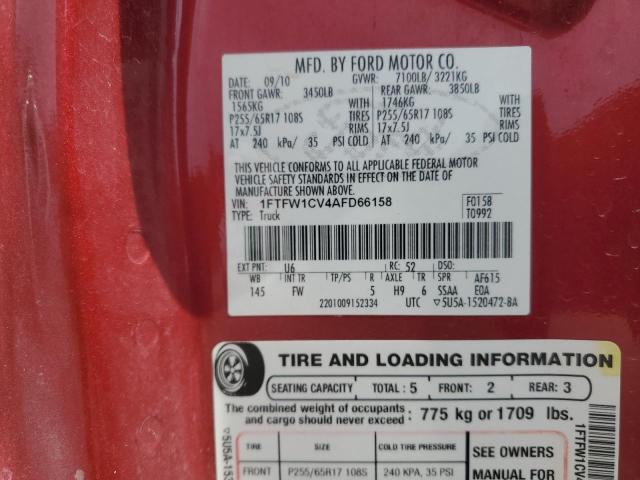 MFD. BY FORD MOTOR CO.
DATE: 09/10 GVWR: 7100LB/ 3221KG
FRONT GAWR: 3450LB REAR GAWR: 3850LB
1565KG WITH 1746KG WITH
P255/65R17 108S TIRES P255/65R17 108S TIRES
17x7.5J RIMS 17x7.5J RIMS
AT 240 kPa/ 35 PSI COLD AT 240 kPa/ 35 PSI COLD
THIS VEHICLE CONFORMS TO ALL APPLICABLE FEDERAL MOTOR
VEHICLE SAFETY STANDARDS IN EFFECT ON THE DATE OF
MANUFACTURE SHOWN ABOVE.
VIN: 1FTFW1CV4AFD66158 F0158
TYPE: Truck T0992
EXT PNT: U6 RC: 52 DSO:
WB INT TR TP/PS R AXLE TR SPR AF615
145 FW 5 H9 6 SSAA E0A
2201009152334 UTC ▽5U5A-1520472-BA
TIRE AND LOADING INFORMATION
SEATING CAPACITY TOTAL : 5 FRONT: 2 REAR: 3
The combined weight of occupants
and cargo should never exceed : 775 kg or 1709 lbs.
TIRE SIZE COLD TIRE PRESSURE SEE OWNERS
FRONT P255/65R17 108S 240 KPA, 35 PSI MANUAL FOR
▽5U5A-153
1FTFW1CV